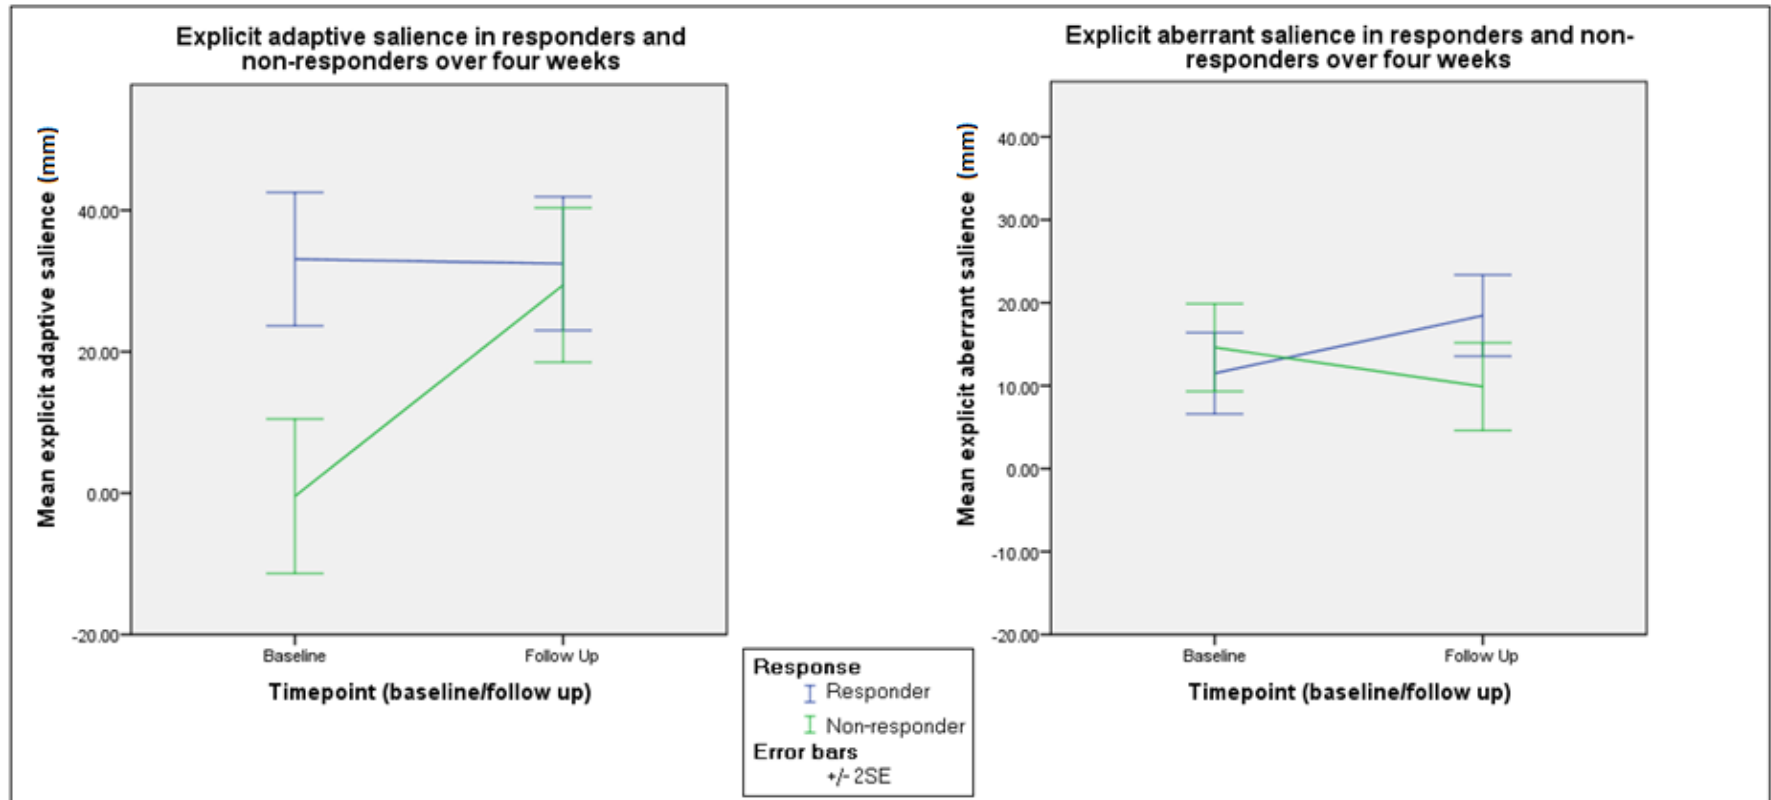 Explicit adaptive salience in responders and
non-responders over four weeks
Mean explicit adaptive salience (mm)
40.00
20.00
0.00
-20.00
Baseline
Follow Up
Timepoint (baseline/follow up)
Explicit aberrant salience in responders and non-
responders over four weeks
Mean explicit aberrant salience (mm)
40.00
30.00
20.00
10.00
0.00
-10.00
-20.00
Baseline
Follow Up
Timepoint (baseline/follow up)
Response
Responder
Non-responder
Error bars
+/- 2SE